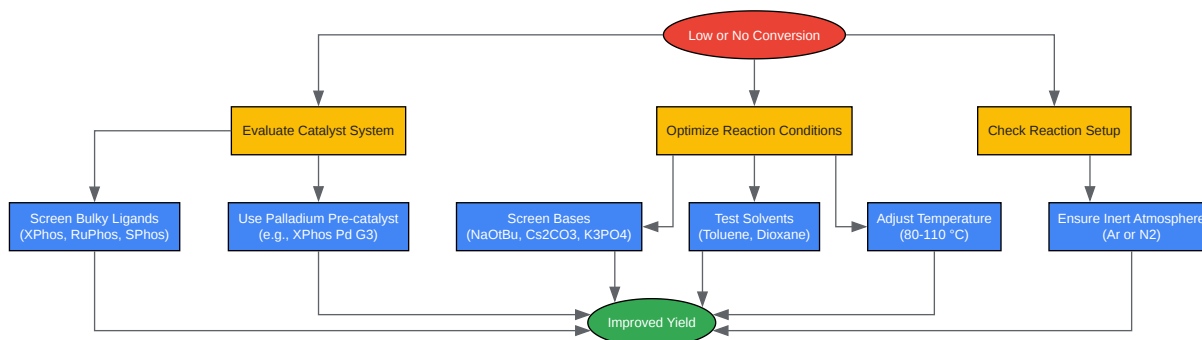 Low or No Conversion
Evaluate Catalyst System
Optimize Reaction Conditions
Check Reaction Setup
Screen Bulky Ligands
(XPhos, RuPhos, SPhos)
Use Palladium Pre-catalyst
(e.g., XPhos Pd G3)
Screen Bases
(NaOtBu, Cs2CO3, K3PO4)
Test Solvents
(Toluene, Dioxane)
Adjust Temperature
(80-110 °C)
Ensure Inert Atmosphere
(Ar or N2)
Improved Yield